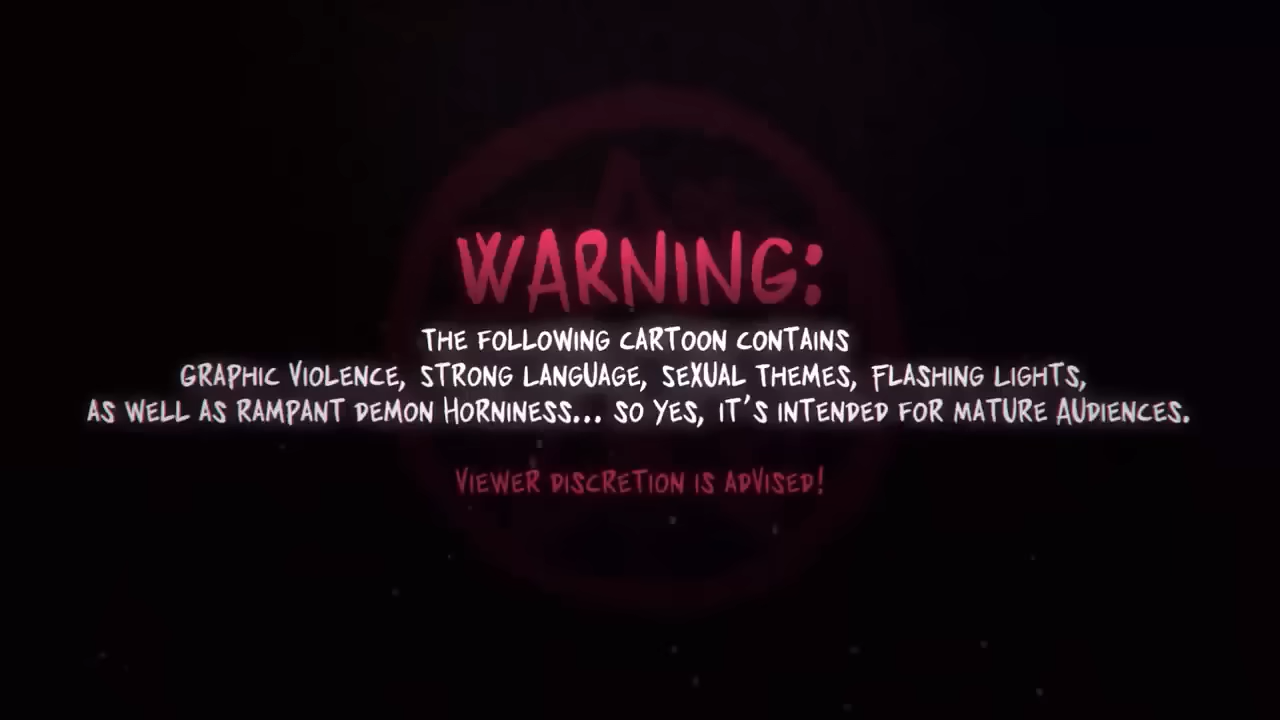 WARNING:
THE FOLLOWING CARTOON CONTAINS
GRAPHIC VIOLENCE, STRONG LANGUAGE, SEXUAL THEMES, FLASHING LIGHTS,
AS WELL AS RAMPANT DEMON HORNINESS... SO YES, IT'S INTENDED FOR MATURE AUDIENCES.
VIEWER DISCRETION IS ADVISED!